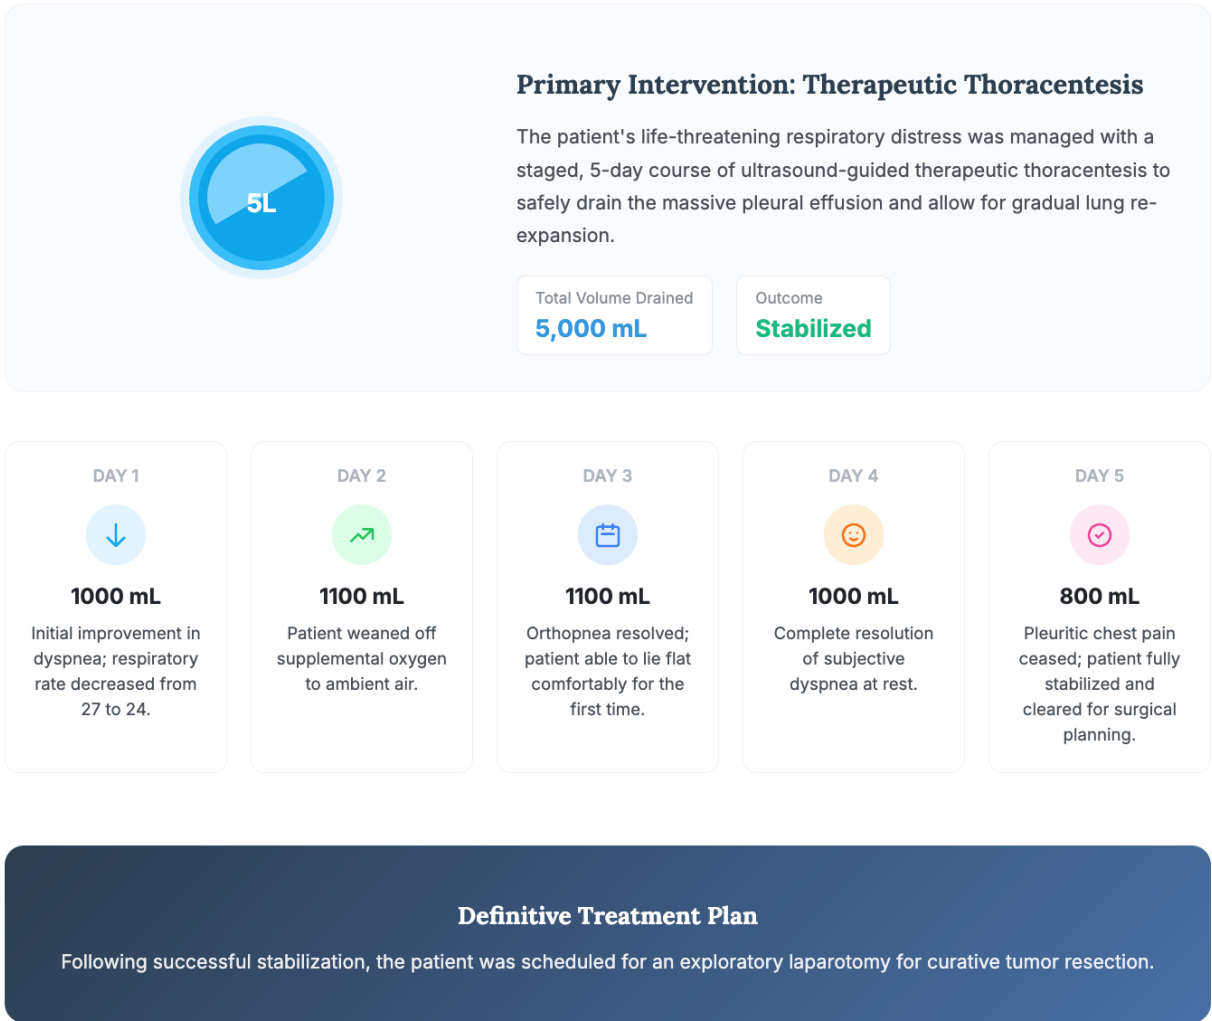 Primary Intervention: Therapeutic Thoracentesis
The patient's life-threatening respiratory distress was managed with a
staged, 5-day course of ultrasound-guided therapeutic thoracentesis to
safely drain the massive pleural effusion and allow for gradual lung re-
expansion.
5L
Total Volume Drained
5,000 mL
Outcome
Stabilized
DAY 1
1000 mL
Initial improvement in
dyspnea; respiratory
rate decreased from
27 to 24.
DAY 2
1100 mL
Patient weaned off
supplemental oxygen
to ambient air.
DAY 3
1100 mL
Orthopnea resolved;
patient able to lie flat
comfortably for the
first time.
DAY 4
1000 mL
Complete resolution
of subjective
dyspnea at rest.
DAY 5
800 mL
Pleuritic chest pain
ceased; patient fully
stabilized and
cleared for surgical
planning.
Definitive Treatment Plan
Following successful stabilization, the patient was scheduled for an exploratory laparotomy for curative tumor resection.